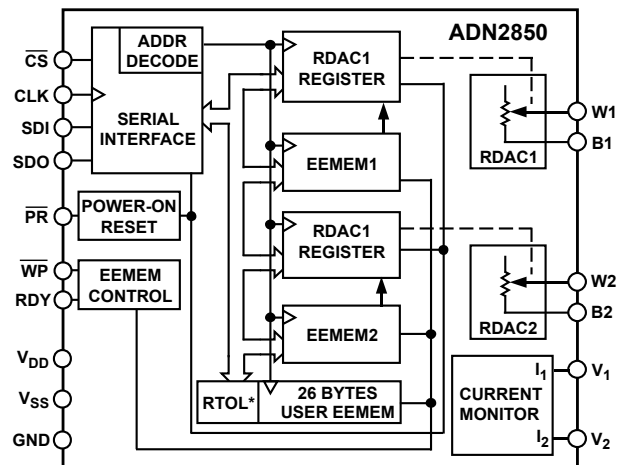 ADN2850
CS
CLK
SDI
SDO
PR
WP
RDY
VDD
VSS
GND
ADDR
DECODE
SERIAL
INTERFACE
POWER-ON
RESET
EEMEM
CONTROL
RDAC1
REGISTER
EEMEM1
RDAC1
REGISTER
EEMEM2
RTOL*
26 BYTES
USER EEMEM
RDAC1
RDAC2
CURRENT
MONITOR
I1
I2
W1
B1
W2
B2
V1
V2